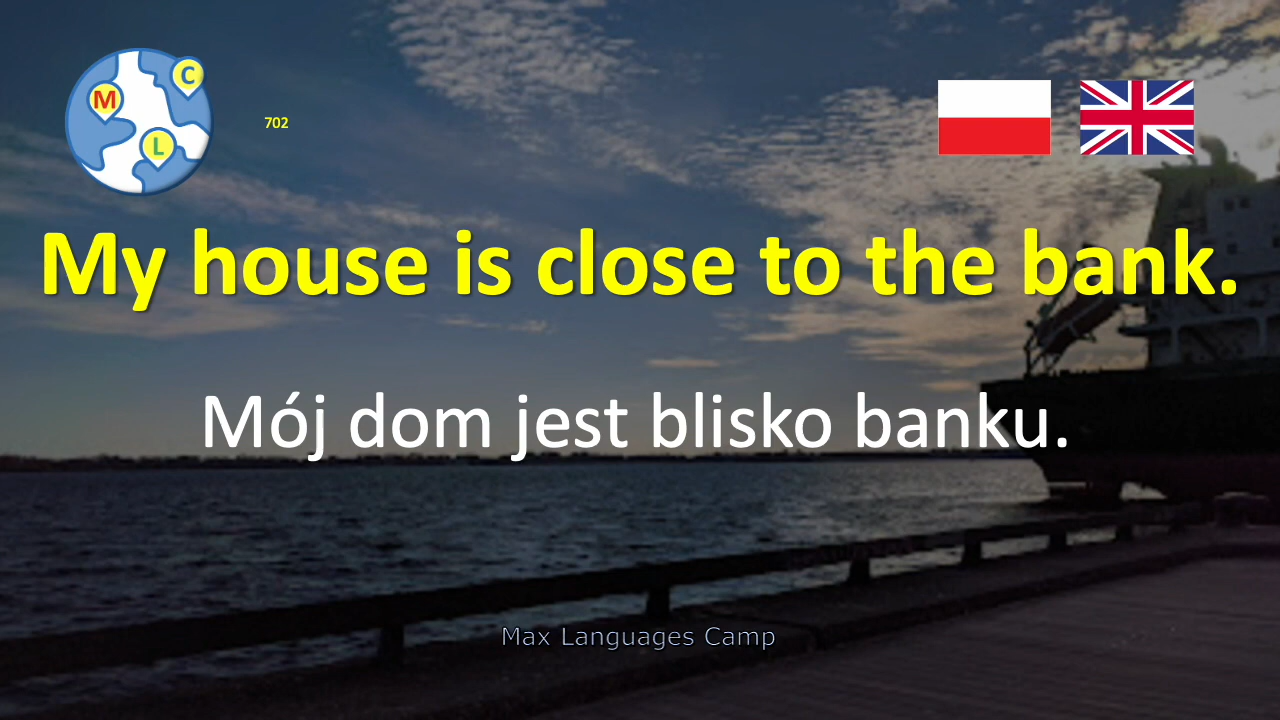 M
C
L
702
My house is close to the bank.
Mój dom jest blisko banku.
Max Languages Camp